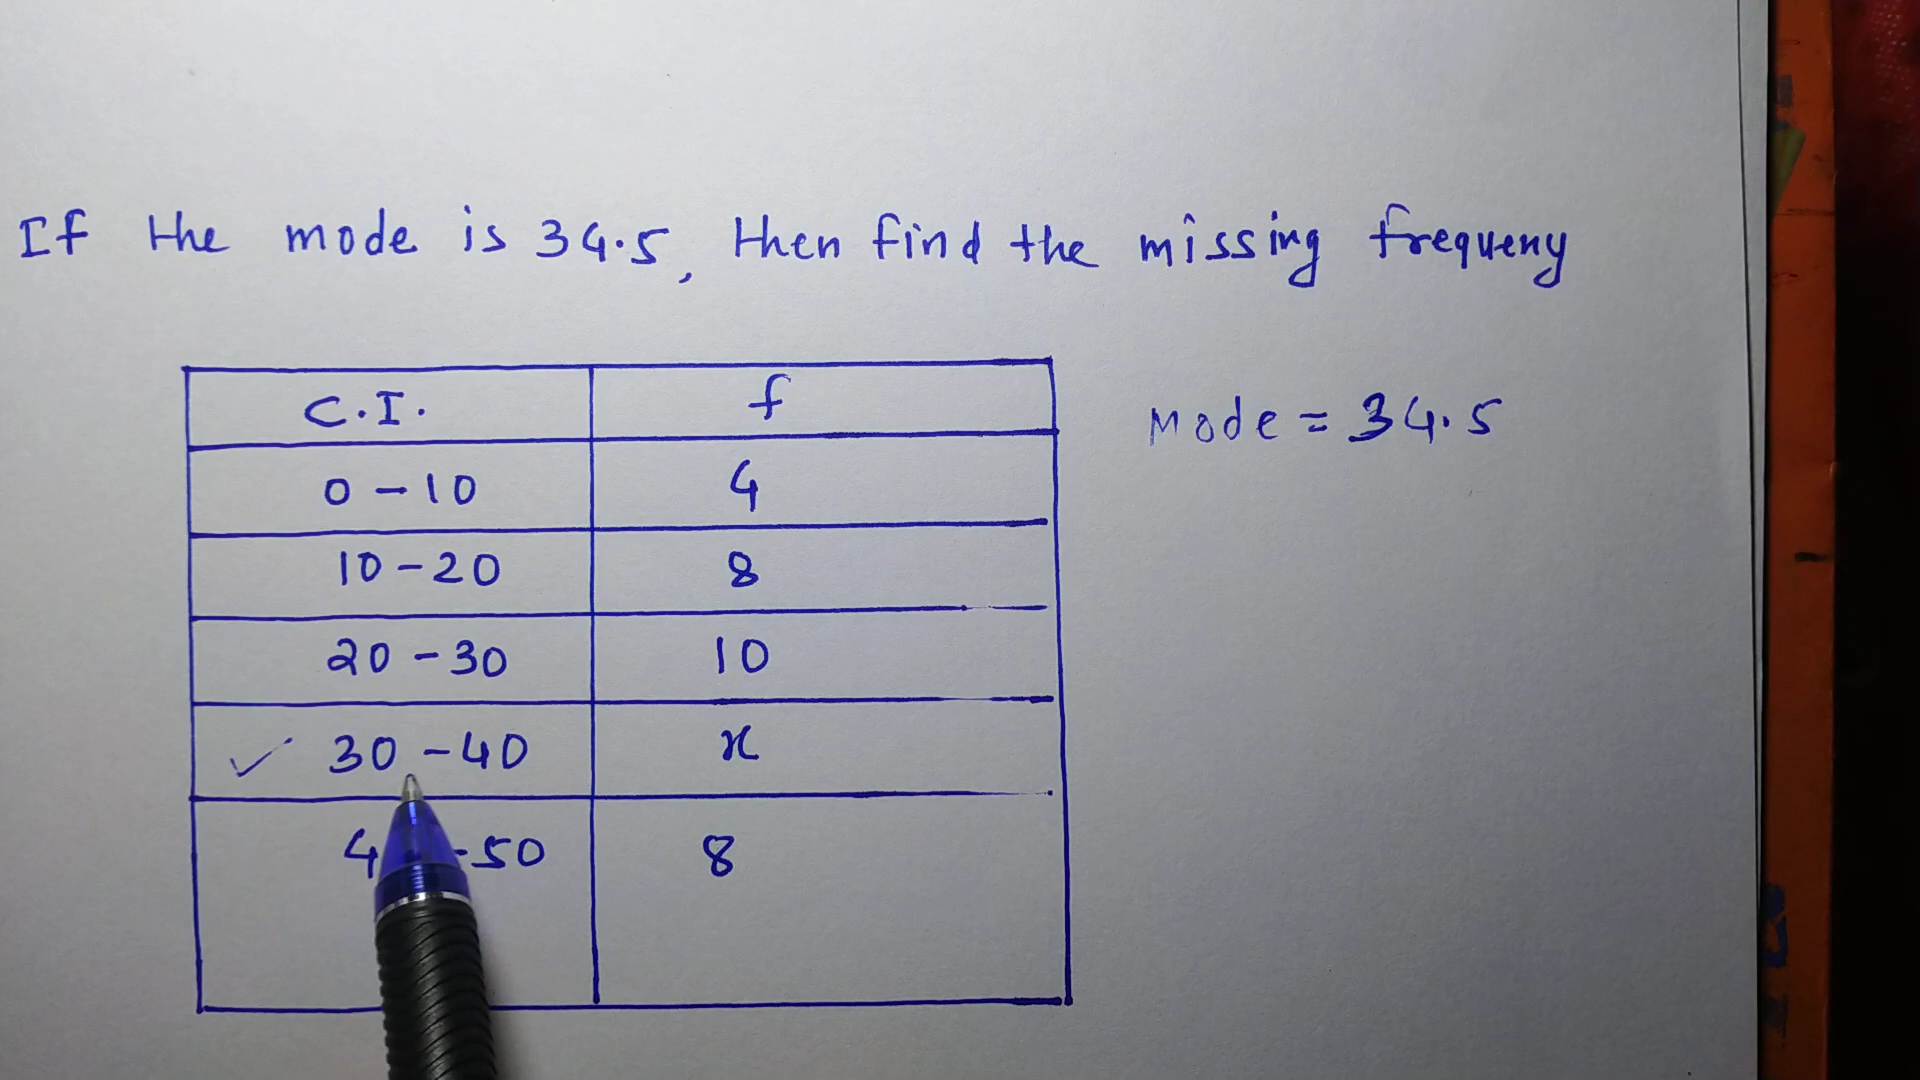 If the mode is 34.5, then find the missing frequeny
C.I. f
0 - 10 4
Mode = 34.5
10 - 20 8
20 - 30 10
✓ 30 - 40 x
4 - 50 8